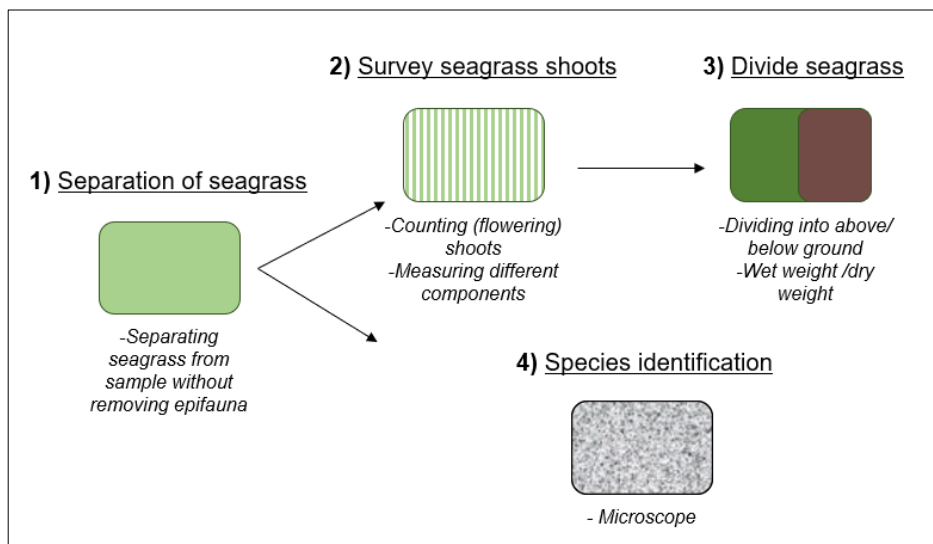 1) Separation of seagrass
-Separating
seagrass from
sample without
removing epifauna
2) Survey seagrass shoots
-Counting (flowering)
shoots
-Measuring different
components
3) Divide seagrass
-Dividing into above/
below ground
-Wet weight /dry
weight
4) Species identification
- Microscope